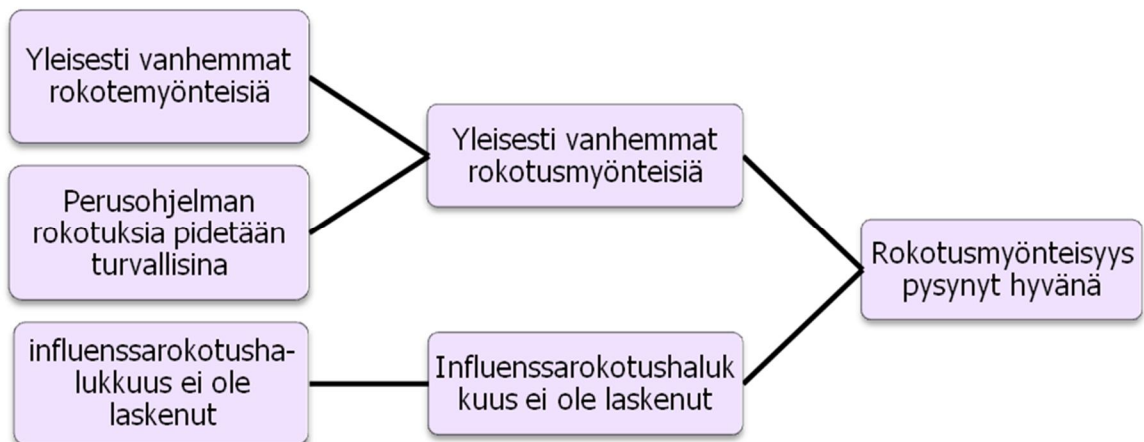 Yleisesti vanhemmat
rokotemyönteisiä
Perusohjelman
rokotuksia pidetään
turvallisina
influenssarokotusha-
lukkuus ei ole
laskenut
Yleisesti vanhemmat
rokotusmyönteisiä
Influenssarokotushaluk
kuus ei ole laskenut
Rokotusmyönteisyys
pysynyt hyvänä